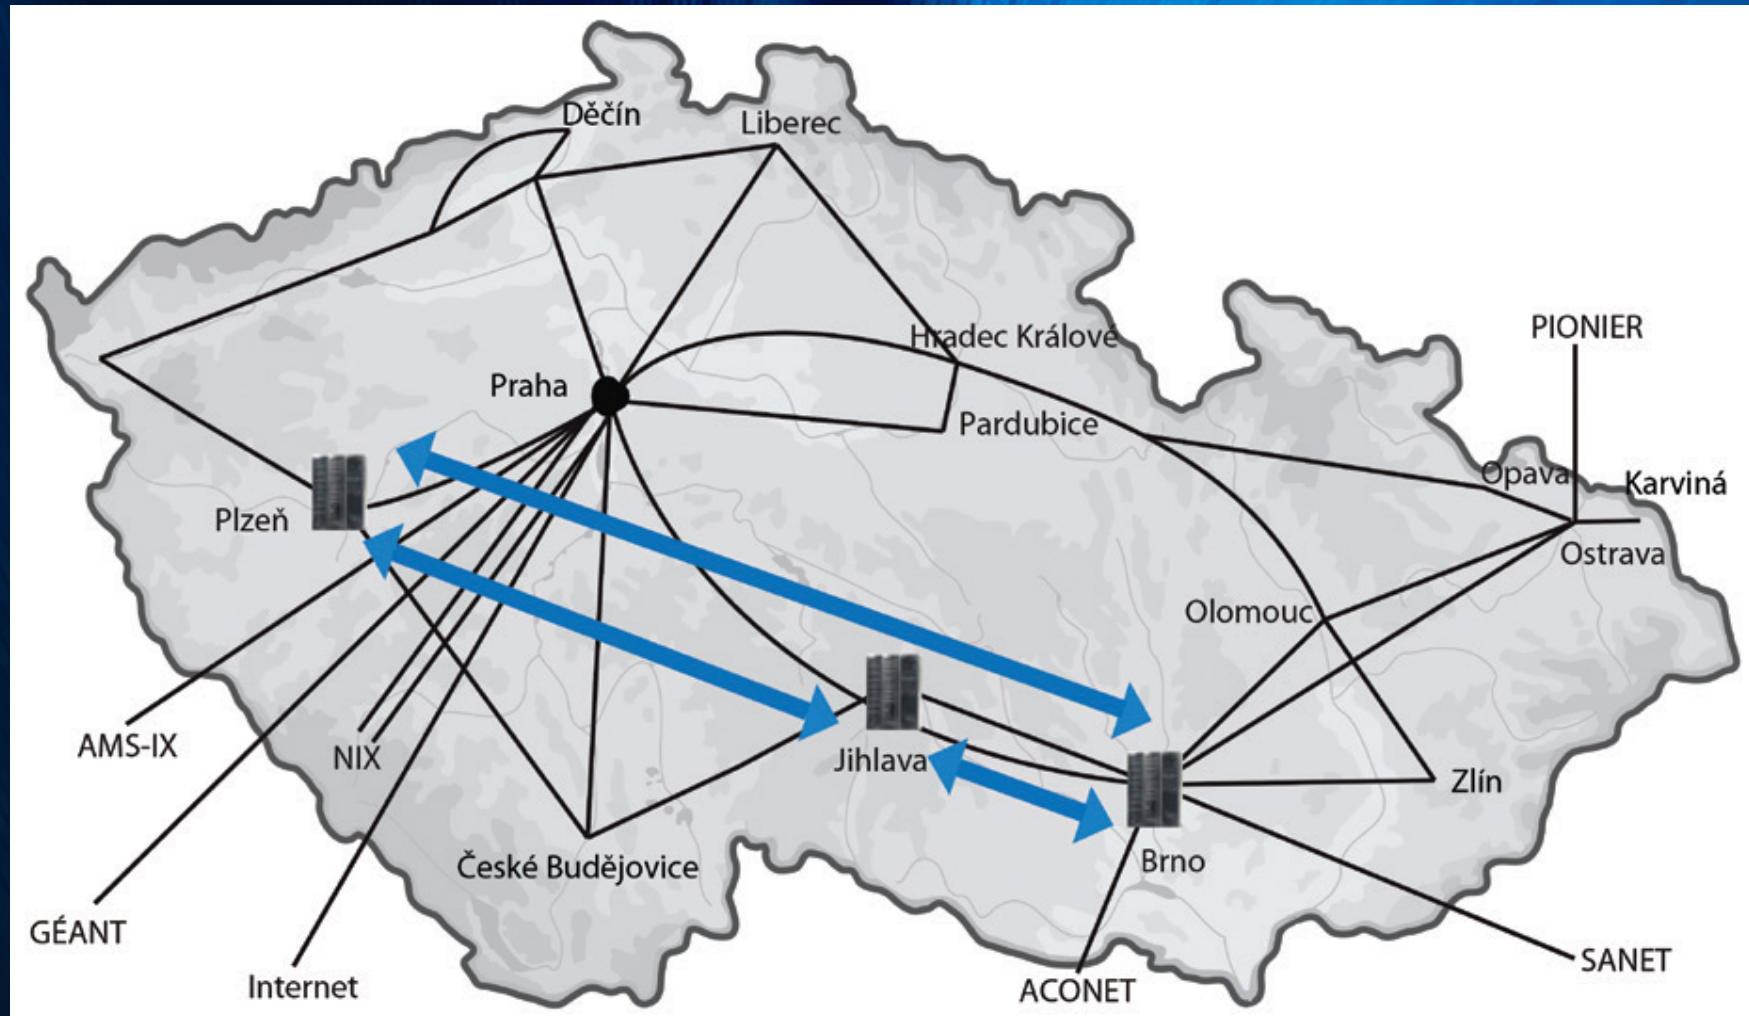 Děčín
Liberec
PIONIER
Hradec Králové
Praha
Pardubice
Opava
Karviná
Plzeň
Ostrava
Olomouc
AMS-IX
NIX
Jihlava
Zlín
Brno
České Budějovice
GÉANT
SANET
Internet
ACONET